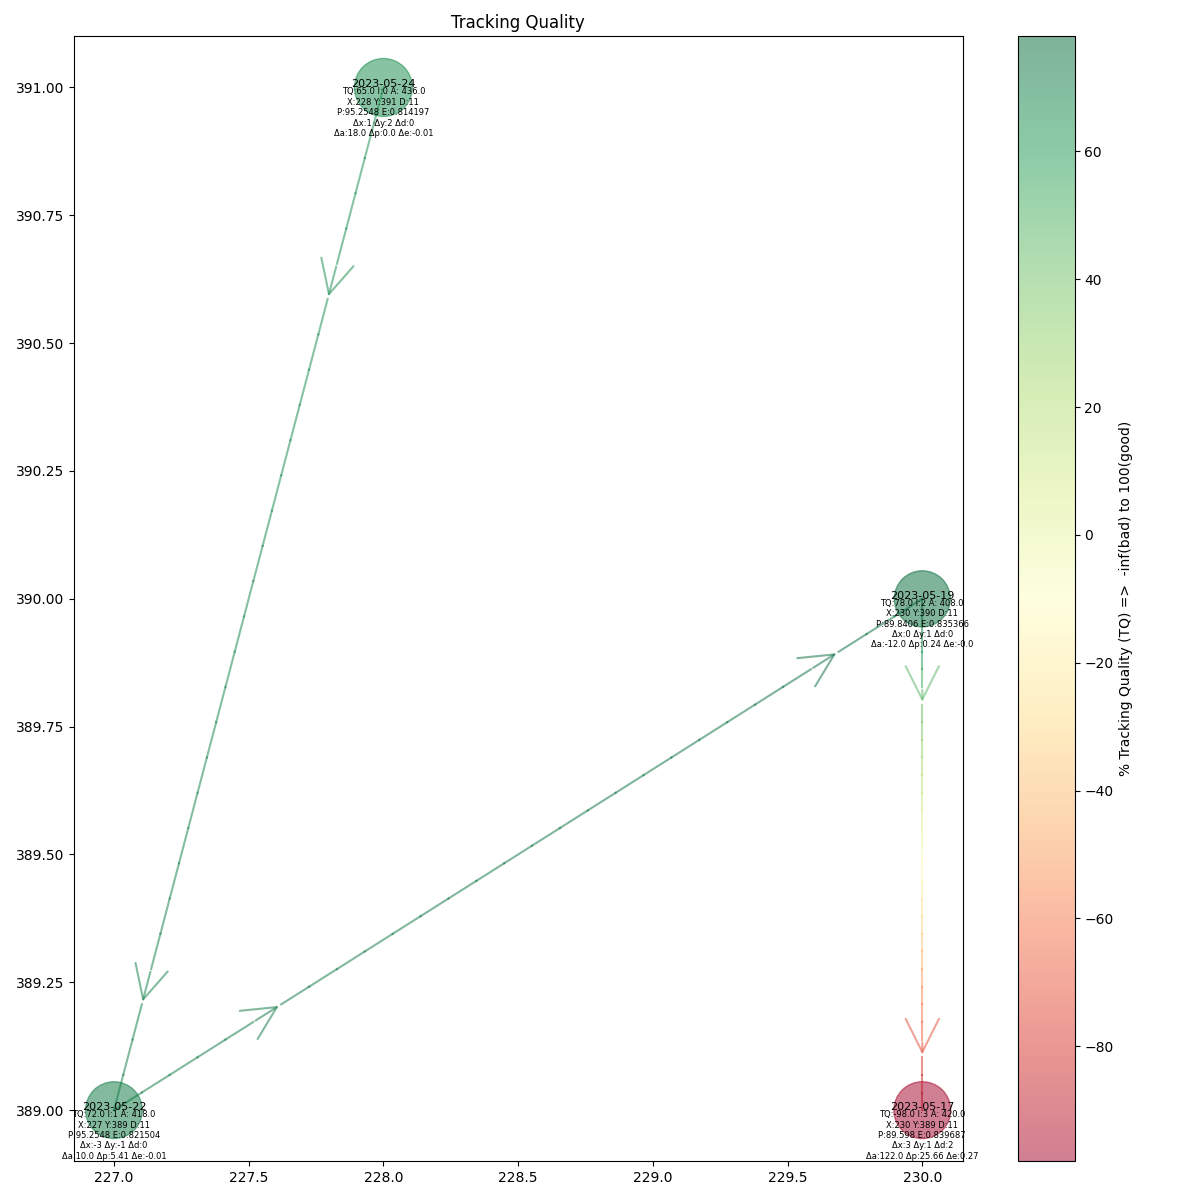 Tracking Quality
391.00
390.75
390.50
390.25
390.00
389.75
389.50
389.25
389.00
2023-05-24
TQ:65.0 I:0 A: 436.0
X:228 Y:391 D:11
P:95.2548 E:0.814197
Δx:1 Δy:2 Δd:0
Δa:18.0 Δp:0.0 Δe:-0.01
2023-05-19
TQ:78.0 I:2 A: 408.0
X:230 Y:390 D:11
P:89.8406 E:0.835366
Δx:0 Δy:1 Δd:0
Δa:-12.0 Δp:0.24 Δe:-0.0
2023-05-22
TQ:72.0 I:1 A: 418.0
X:227 Y:389 D:11
P:95.2548 E:0.821504
Δx:-3 Δy:-1 Δd:0
Δa:10.0 Δp:5.41 Δe:-0.01
2023-05-17
TQ:-98.0 I:3 A: 420.0
X:230 Y:389 D:11
P:89.598 E:0.839687
Δx:3 Δy:1 Δd:2
Δa:122.0 Δp:25.66 Δe:0.27
227.0 227.5 228.0 228.5 229.0 229.5 230.0
60
40
20
0
−20
−40
−60
−80
% Tracking Quality (TQ) => -inf(bad) to 100(good)